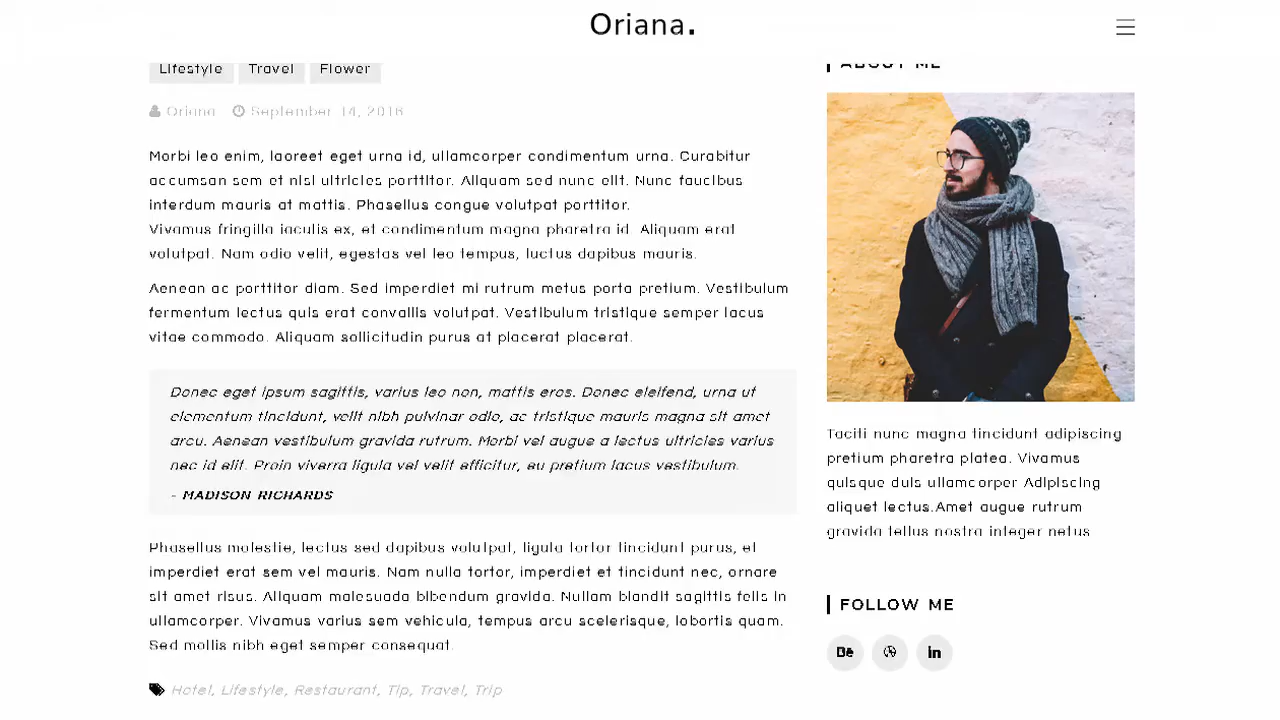 Oriana.
Lifestyle
Travel
Flower
Oriana
September 14, 2016
Morbi leo enim, laoreet eget urna id, ullamcorper condimentum urna. Curabitur
accumsan sem et nisl ultricies porttitor. Aliquam sed nunc elit. Nunc faucibus
interdum mauris at mattis. Phasellus congue volutpat porttitor.
Vivamus fringilla iaculis ex, et condimentum magna pharetra id. Aliquam erat
volutpat. Nam odio velit, egestas vel leo tempus, luctus dapibus mauris.
Aenean ac porttitor diam. Sed imperdiet mi rutrum metus porta pretium. Vestibulum
fermentum lectus quis erat convallis volutpat. Vestibulum tristique semper lacus
vitae commodo. Aliquam sollicitudin purus at placerat placerat.
Donec eget ipsum sagittis, varius leo non, mattis eros. Donec eleifend, urna ut
elementum tincidunt, velit nibh pulvinar odio, ac tristique mauris magna sit amet
arcu. Aenean vestibulum gravida rutrum. Morbi vel augue a lectus ultricies varius
nec id elit. Proin viverra ligula vel velit efficitur, eu pretium lacus vestibulum.
- MADISON RICHARDS
Phasellus molestie, lectus sed dapibus volutpat, ligula tortor tincidunt purus, et
imperdiet erat sem vel mauris. Nam nulla tortor, imperdiet et tincidunt nec, ornare
sit amet risus. Aliquam malesuada bibendum gravida. Nullam blandit sagittis felis in
ullamcorper. Vivamus varius sem vehicula, tempus arcu scelerisque, lobortis quam.
Sed mollis nibh eget semper consequat.
Hotel, Lifestyle, Restaurant, Tip, Travel, Trip
ABOUT ME
Taciti nunc magna tincidunt adipiscing
pretium pharetra platea. Vivamus
quisque duis ullamcorper Adipiscing
aliquet lectus.Amet augue rutrum
gravida tellus nostra integer netus
FOLLOW ME
Bē
in